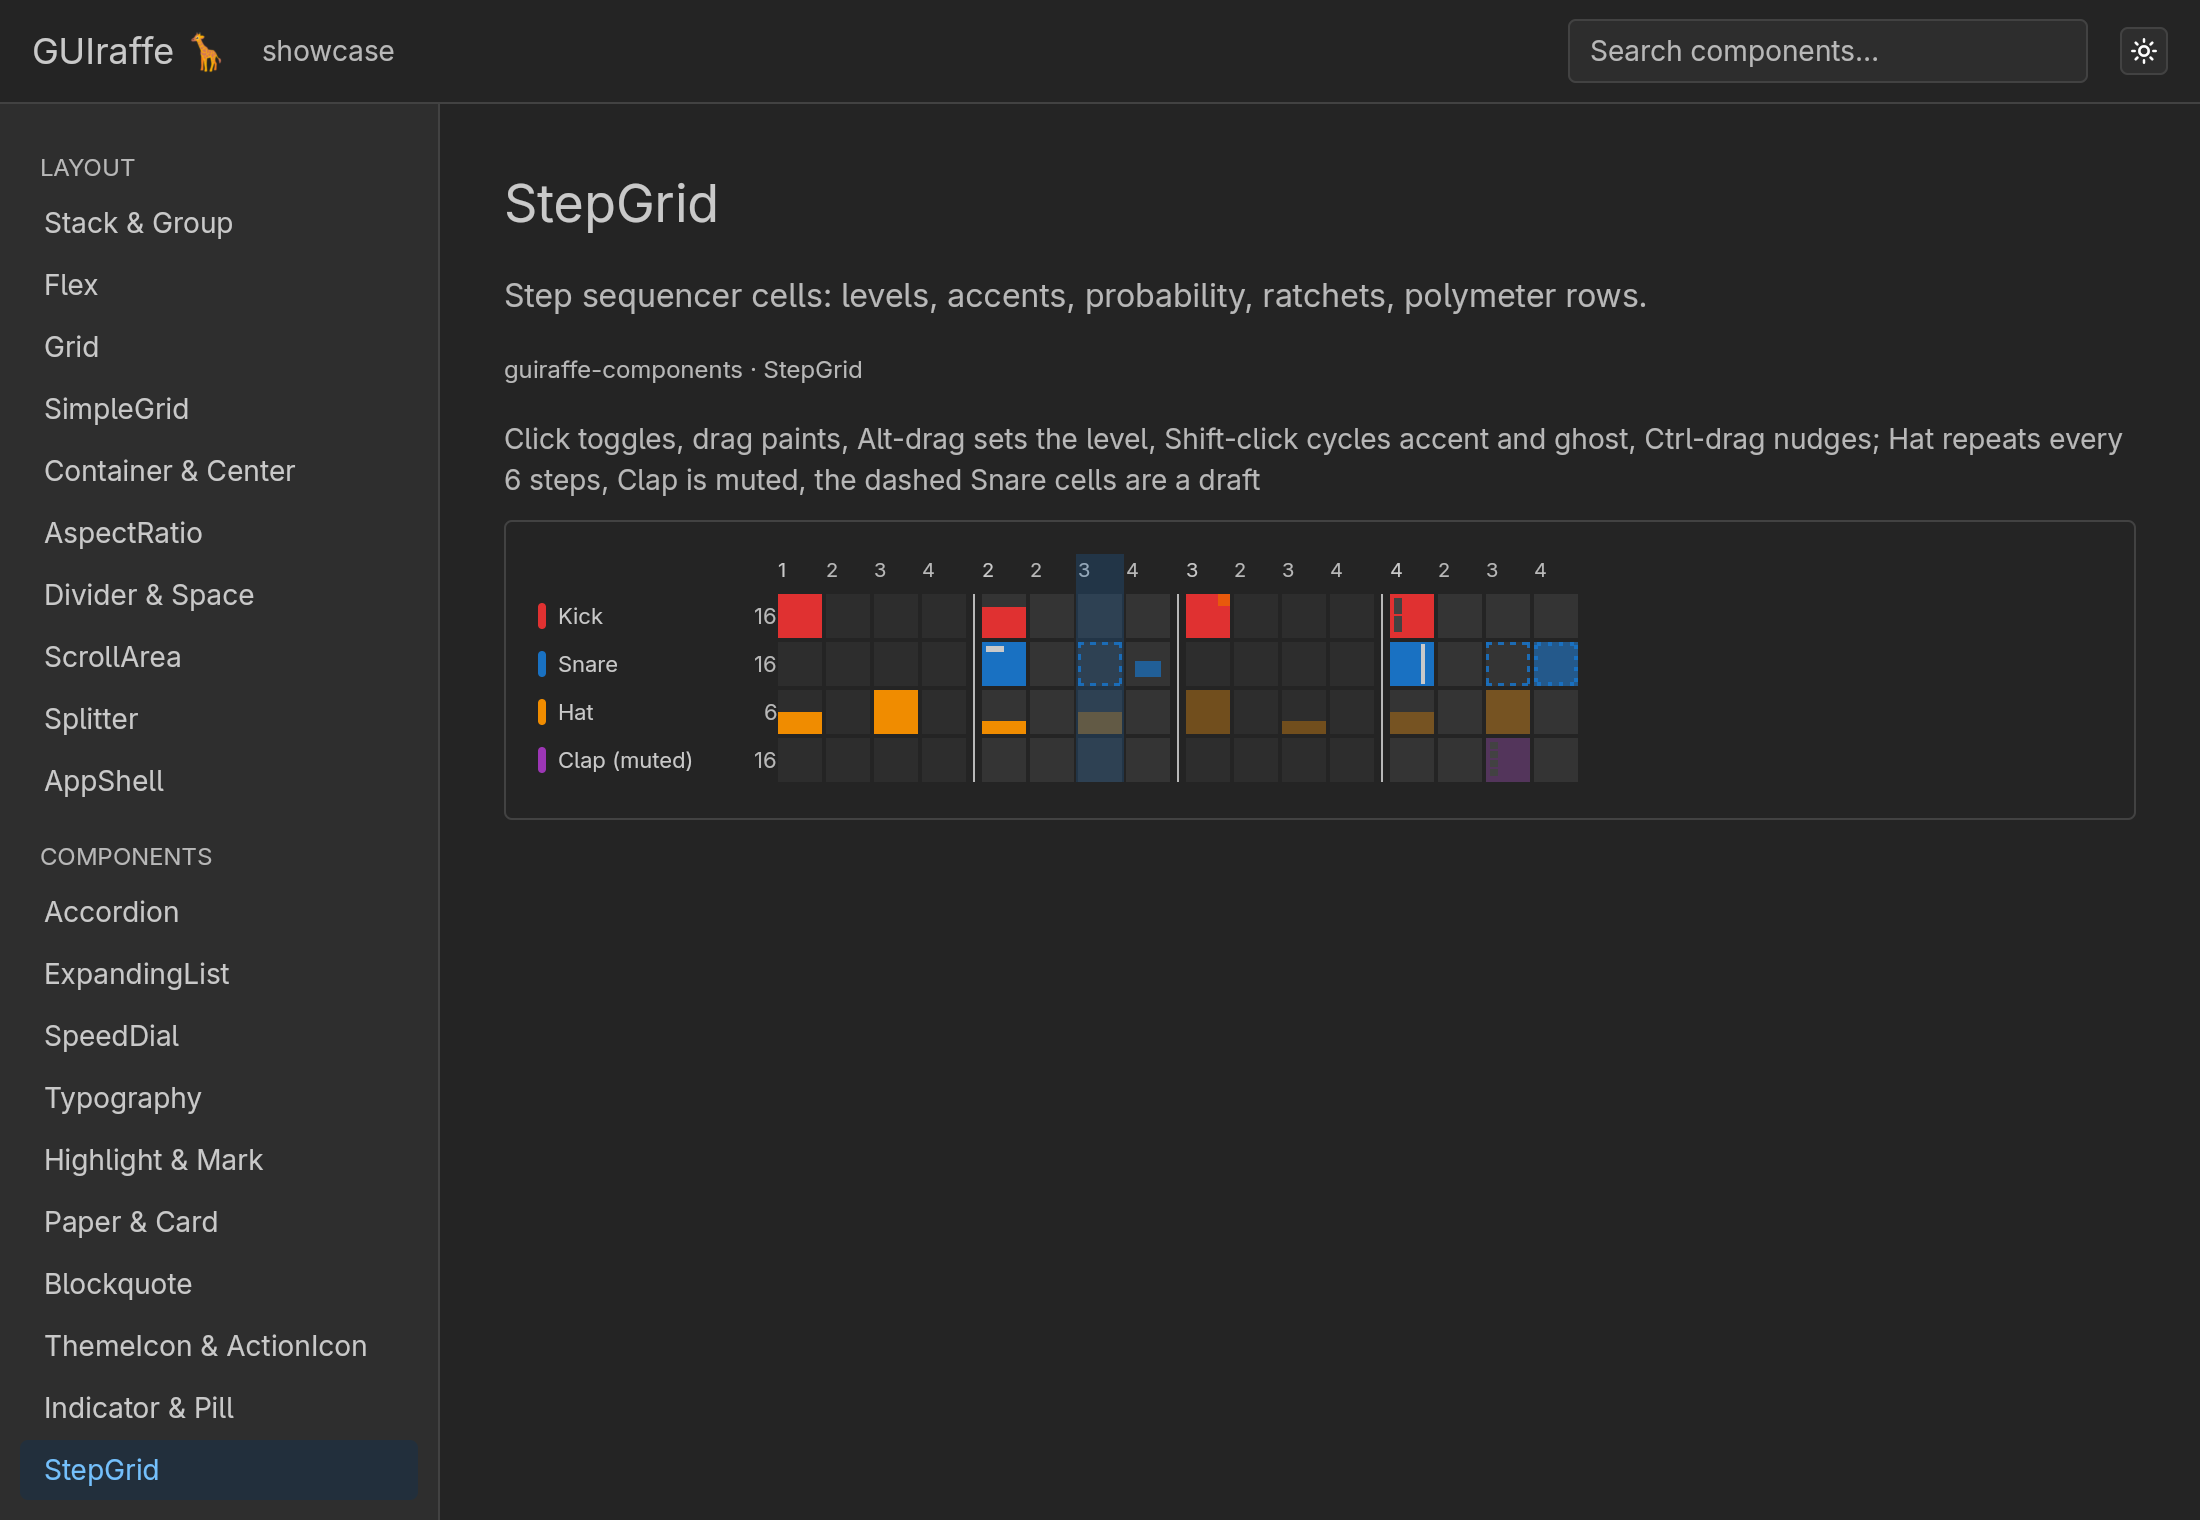 GUIraffe 🦒 showcase
Search components...
LAYOUT
Stack & Group
Flex
Grid
SimpleGrid
Container & Center
AspectRatio
Divider & Space
ScrollArea
Splitter
AppShell
COMPONENTS
Accordion
ExpandingList
SpeedDial
Typography
Highlight & Mark
Paper & Card
Blockquote
ThemeIcon & ActionIcon
Indicator & Pill
StepGrid
StepGrid
Step sequencer cells: levels, accents, probability, ratchets, polymeter rows.
guiraffe-components · StepGrid
Click toggles, drag paints, Alt-drag sets the level, Shift-click cycles accent and ghost, Ctrl-drag nudges; Hat repeats every
6 steps, Clap is muted, the dashed Snare cells are a draft
1 2 3 4 2 2 3 4 3 2 3 4 4 2 3 4
Kick 16
Snare 16
Hat 6
Clap (muted) 16